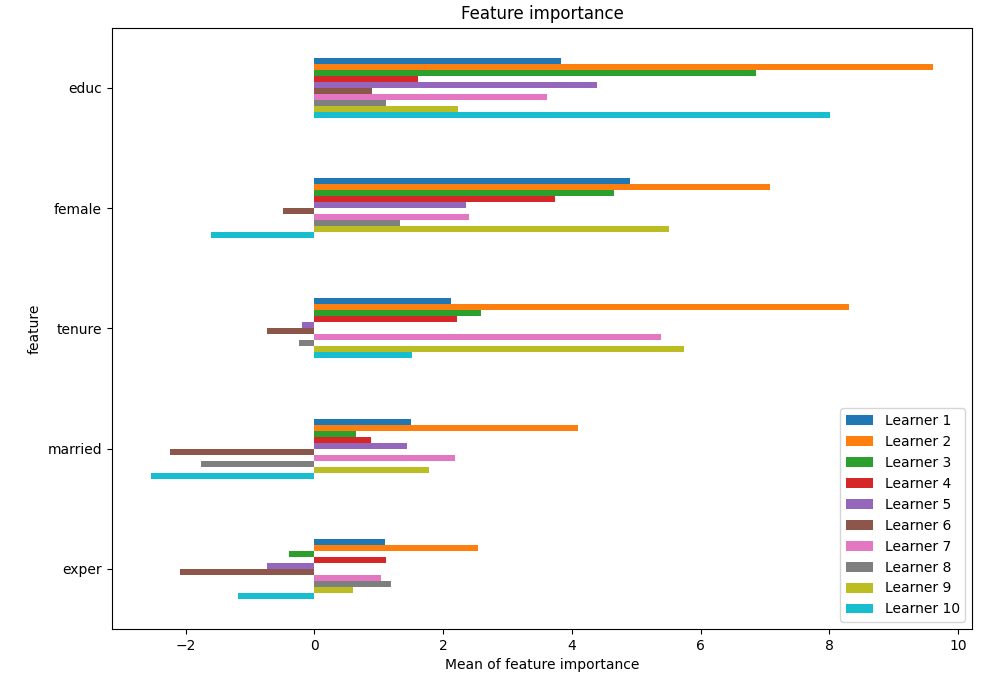 Feature importance
educ
female
tenure
married
exper
feature
Learner 1
Learner 2
Learner 3
Learner 4
Learner 5
Learner 6
Learner 7
Learner 8
Learner 9
Learner 10
−2 0 2 4 6 8 10
Mean of feature importance